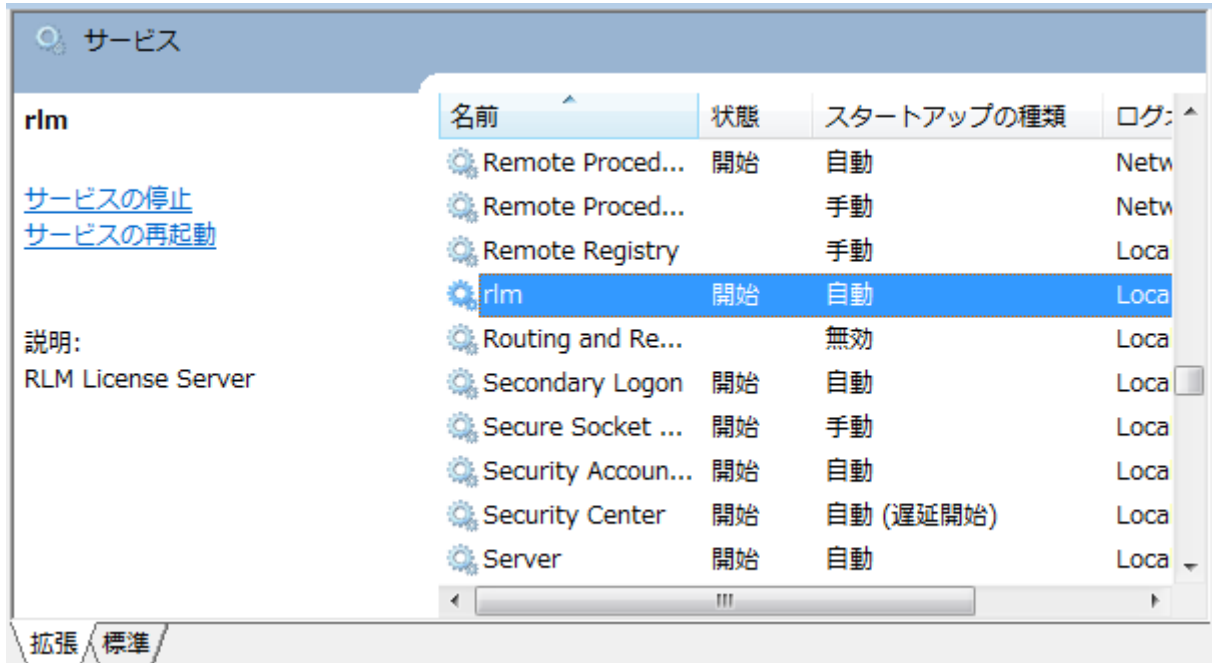 サービス
rlm
サービスの停止
サービスの再起動
説明:
RLM License Server
名前 状態 スタートアップの種類 ログ
Remote Proced... 開始 自動 Netw
Remote Proced... 手動 Netw
Remote Registry 手動 Loca
rlm 開始 自動 Loca
Routing and Re... 無効 Loca
Secondary Logon 開始 自動 Loca
Secure Socket ... 開始 手動 Loca
Security Accoun... 開始 自動 Loca
Security Center 開始 自動 (遅延開始) Loca
Server 開始 自動 Loca
拡張 標準